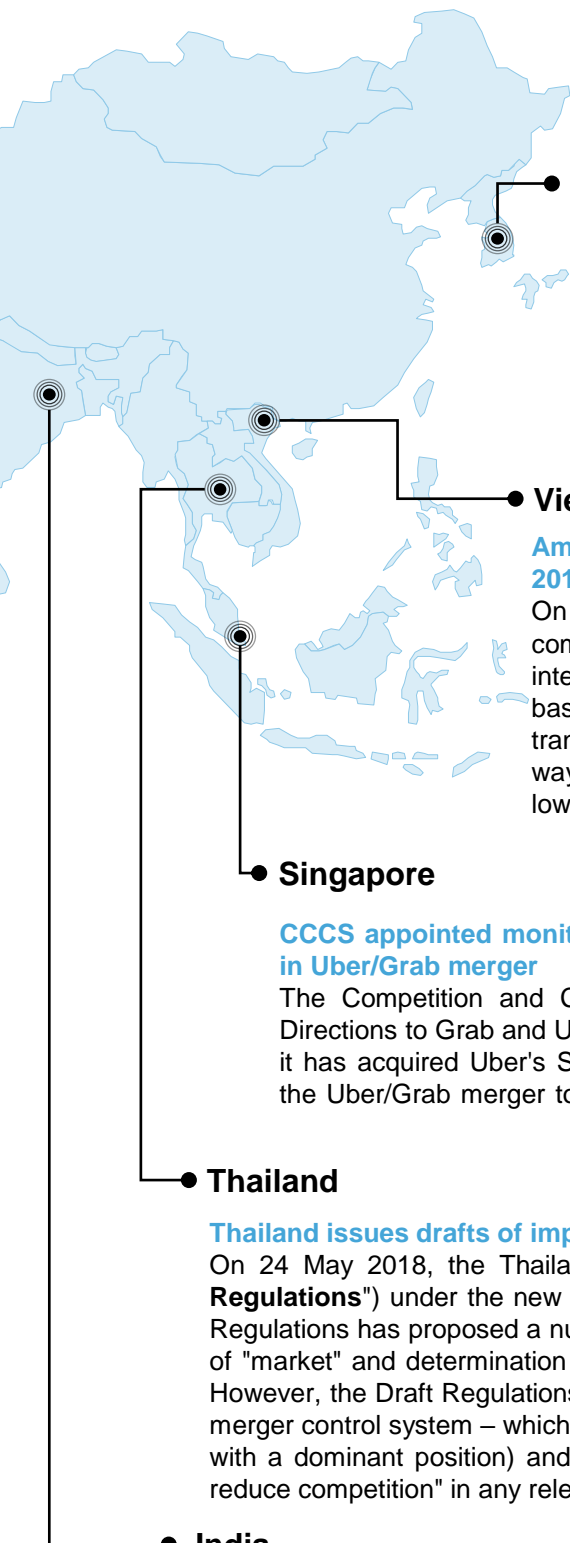 Vie
Am
201
On
com
inte
bas
tran
way
low
Singapore
CCCS appointed monit
in Uber/Grab merger
The Competition and C
Directions to Grab and U
it has acquired Uber's S
the Uber/Grab merger to
Thailand
Thailand issues drafts of imp
On 24 May 2018, the Thaila
Regulations") under the new
Regulations has proposed a nu
of "market" and determination
However, the Draft Regulations
merger control system – which
with a dominant position) and
reduce competition" in any rele
India